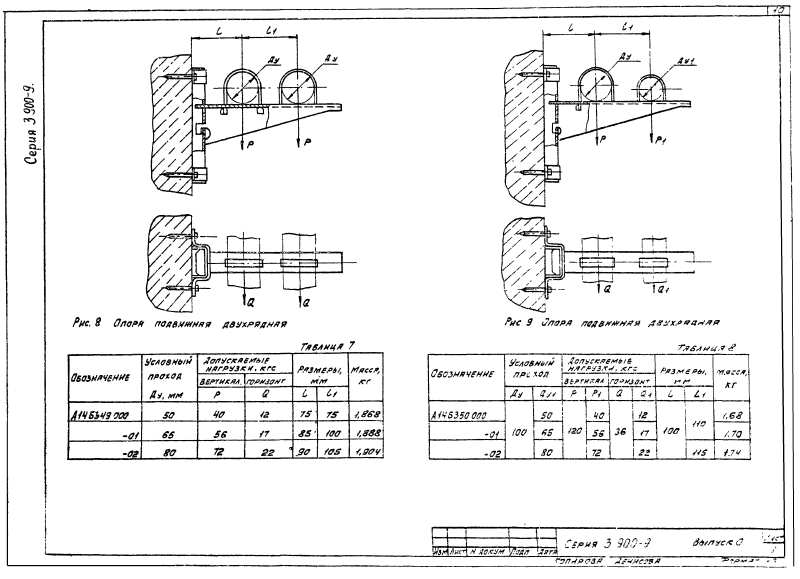 10
Серия 3.900-9.
L L1
Ду Ду
P P
Q Q
L L1
Ду Ду1
P P1
Q Q1
Рис. 8 Опора подвижная двухрядная
Рис 9 Опора подвижная двухрядная
Таблица 7
Обозначение Условный проход Ду, мм Допускаемые нагрузки, кгс Размеры, мм Масса, кг
вертикал. горизонт
P Q L L1
А14Б349.000 50 40 12 75 75 1,868
-01 65 56 17 85 100 1,888
-02 80 72 22 90 105 1,904
Таблица 8
Обозначение Условный проход Допускаемые нагрузки, кгс Размеры, мм Масса, кг
вертикал горизонт
Ду Ду1 P P1 Q Q1 L L1
А14Б350.000 100 50 120 40 36 12 100 110 1.68
-01 65 56 17 1.70
-02 80 72 22 115 1.74
Изм Лист N докум Подп Дата
Серия 3 900-9 Выпуск 0
Копирова Денисова Формат